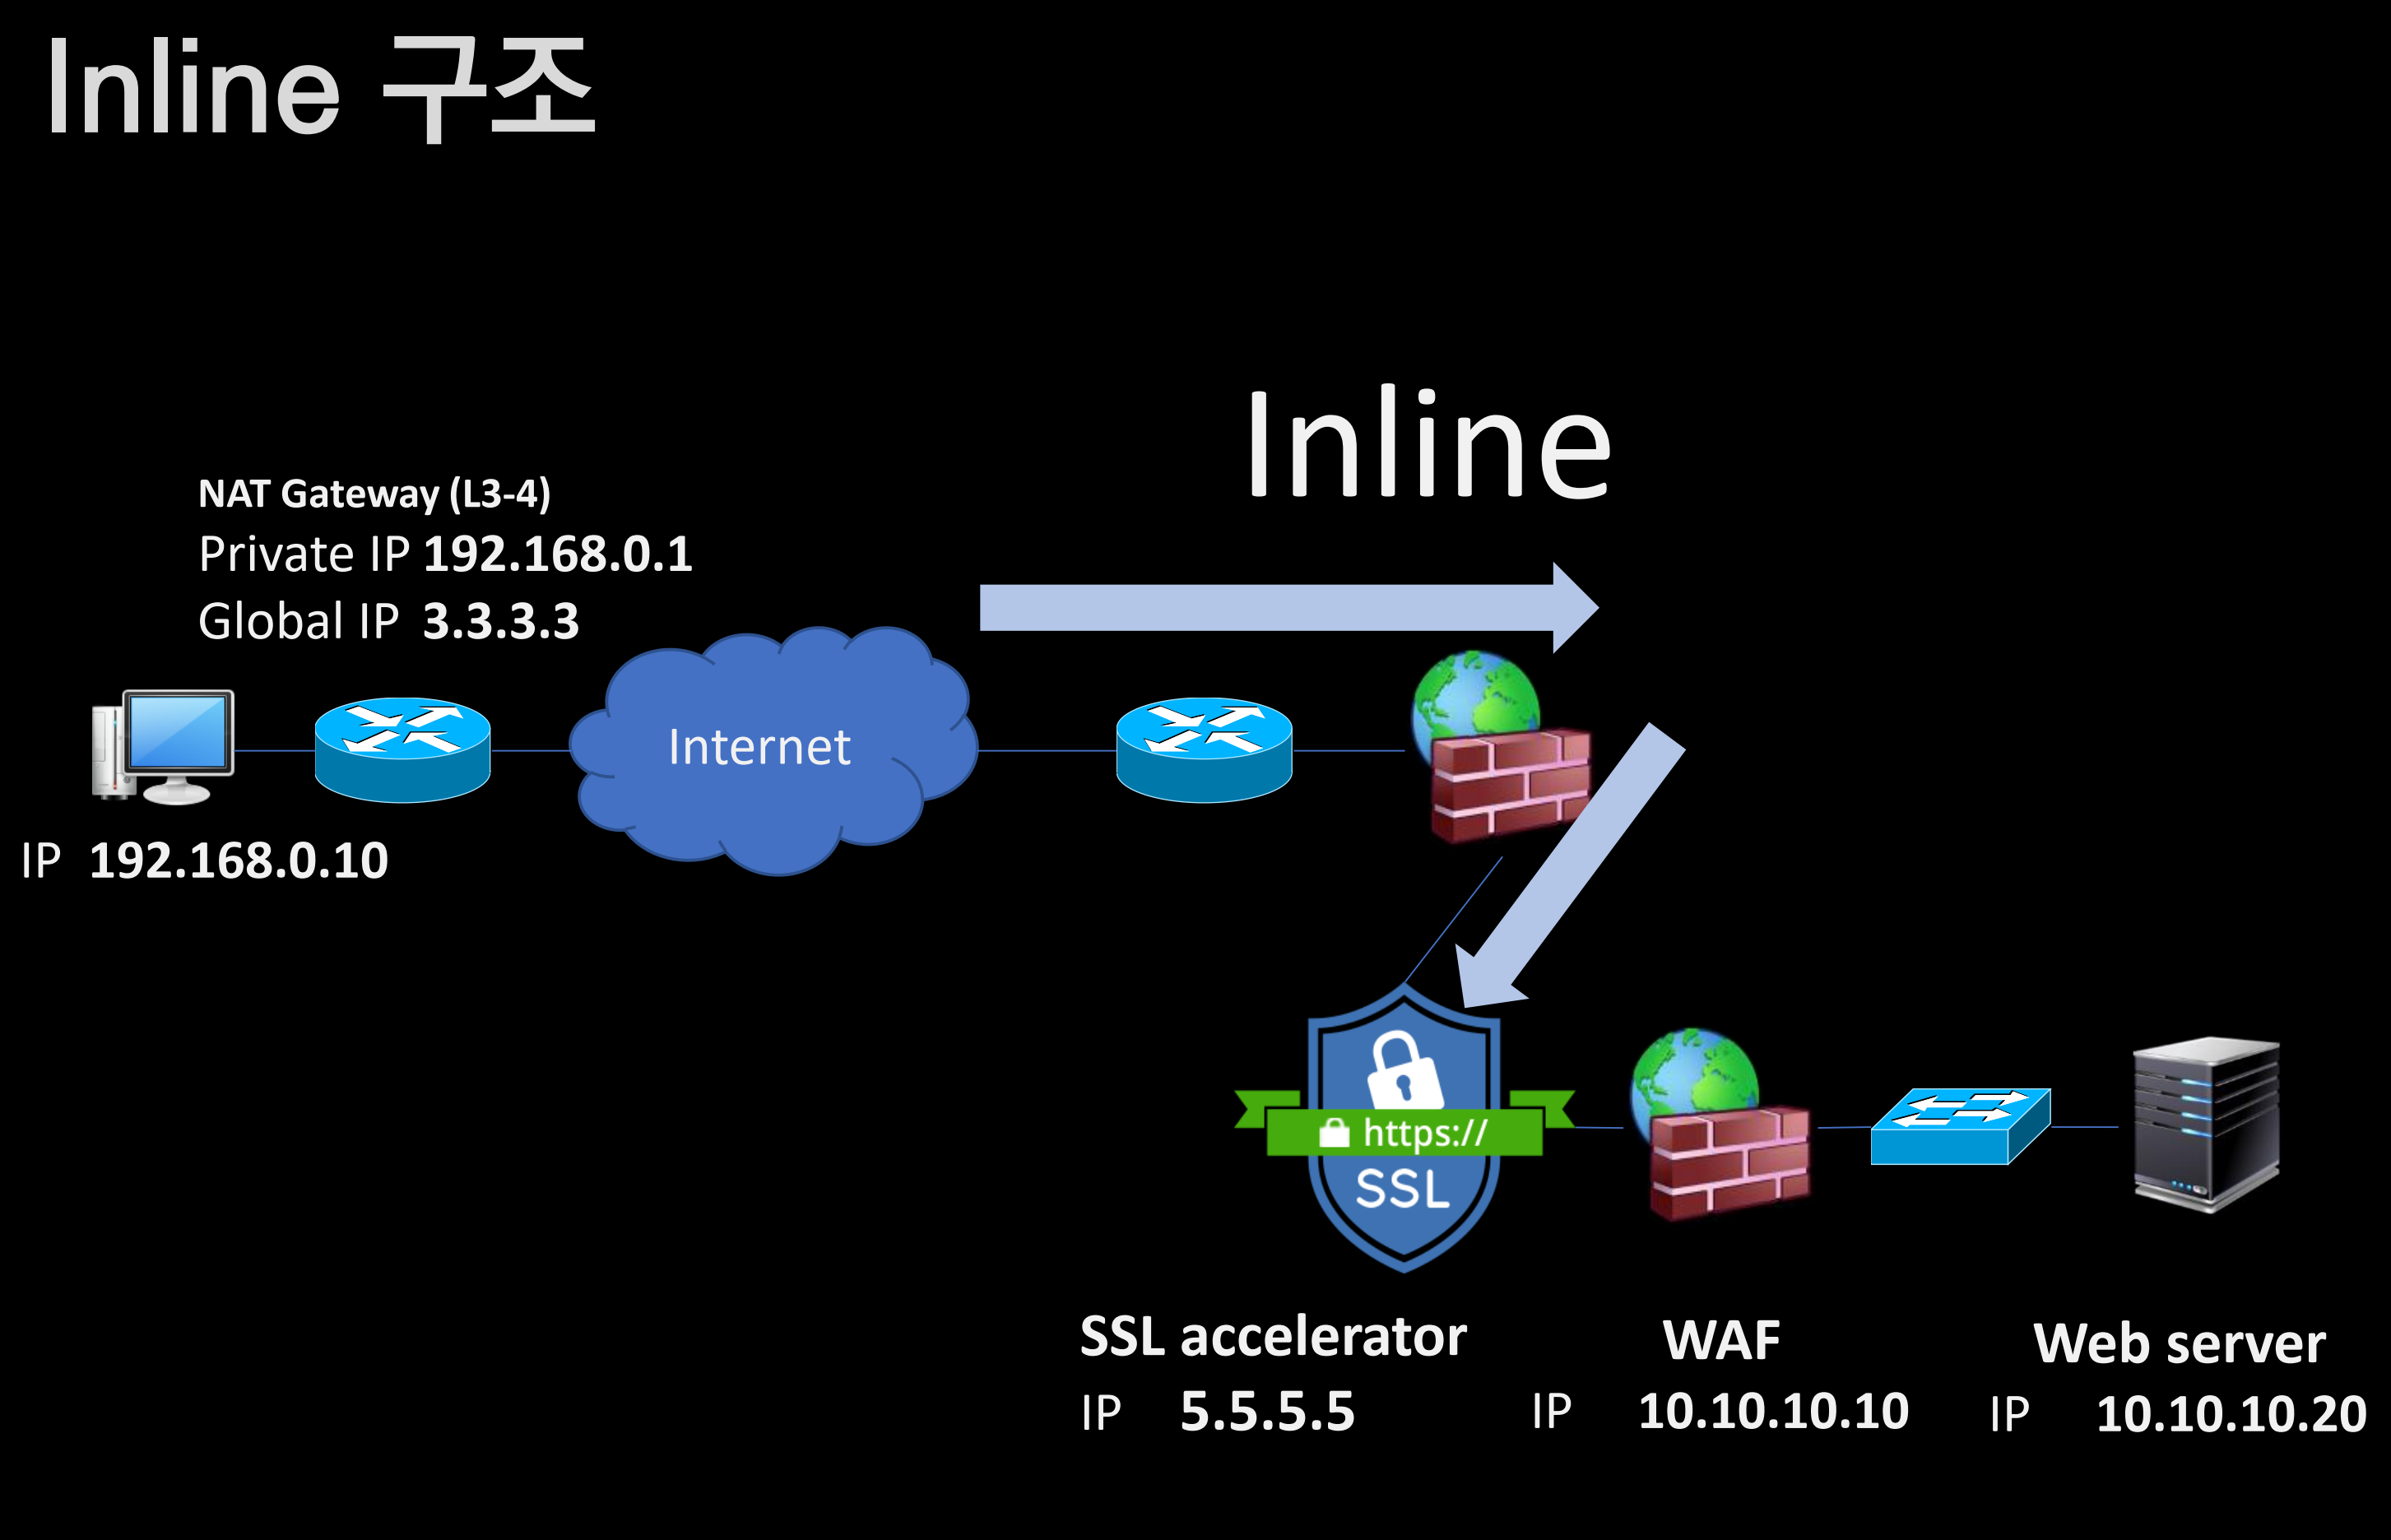 Inline 구조
Inline
NAT Gateway (L3-4)
Private IP 192.168.0.1
Global IP 3.3.3.3
Internet
IP 192.168.0.10
https://
SSL
SSL accelerator
IP 5.5.5.5
WAF
IP 10.10.10.10
Web server
IP 10.10.10.20